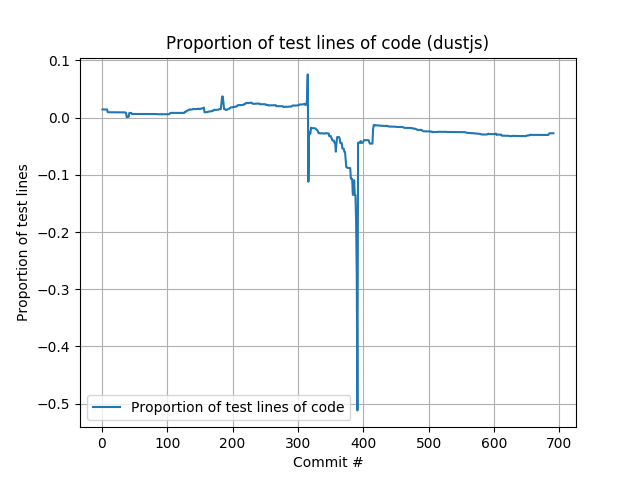 Proportion of test lines of code (dustjs)
Proportion of test lines
0.1
0.0
−0.1
−0.2
−0.3
−0.4
−0.5
Proportion of test lines of code
0 100 200 300 400 500 600 700
Commit #